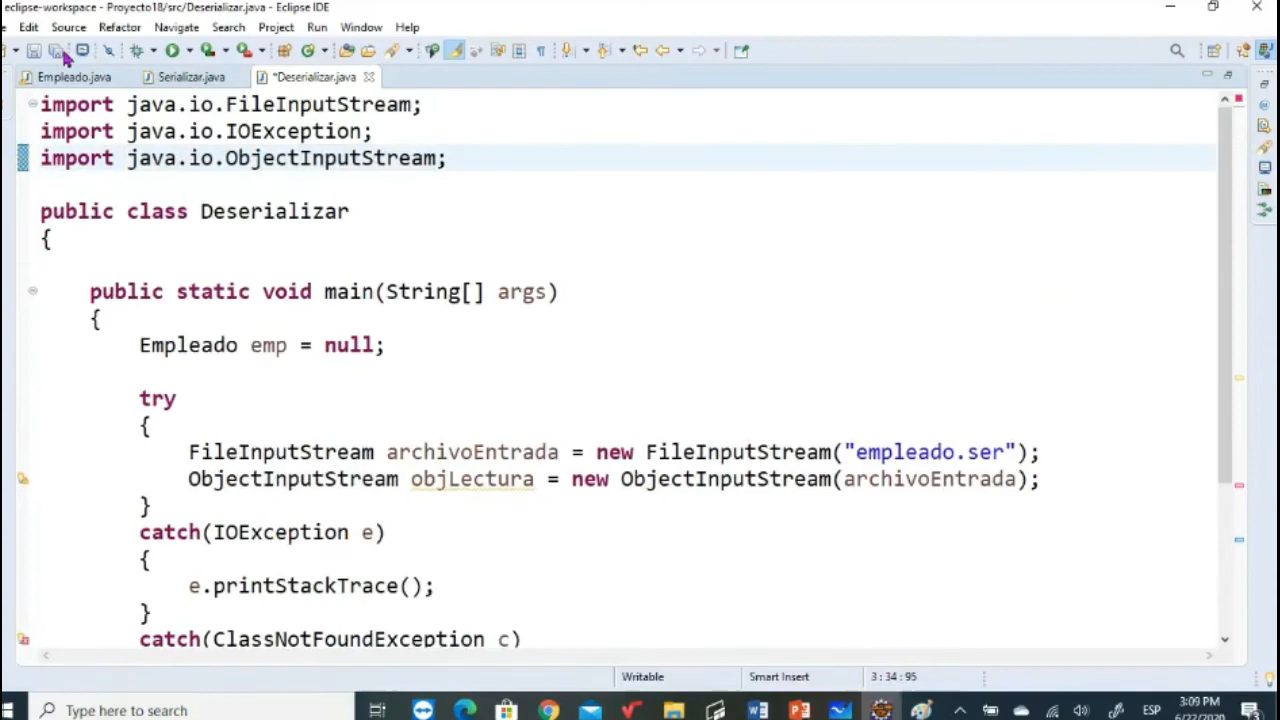 eclipse-workspace - Proyecto18/src/Deserializar.java - Eclipse IDE
Edit Source Refactor Navigate Search Project Run Window Help
Empleado.java Serializar.java *Deserializar.java
import java.io.FileInputStream;
import java.io.IOException;
import java.io.ObjectInputStream;
public class Deserializar
{
public static void main(String[] args)
{
Empleado emp = null;
try
{
FileInputStream archivoEntrada = new FileInputStream("empleado.ser");
ObjectInputStream objLectura = new ObjectInputStream(archivoEntrada);
}
catch(IOException e)
{
e.printStackTrace();
}
catch(ClassNotFoundException c)
Writable Smart Insert 3 : 34 : 95
Type here to search ESP 3:09 PM
6/22/2020